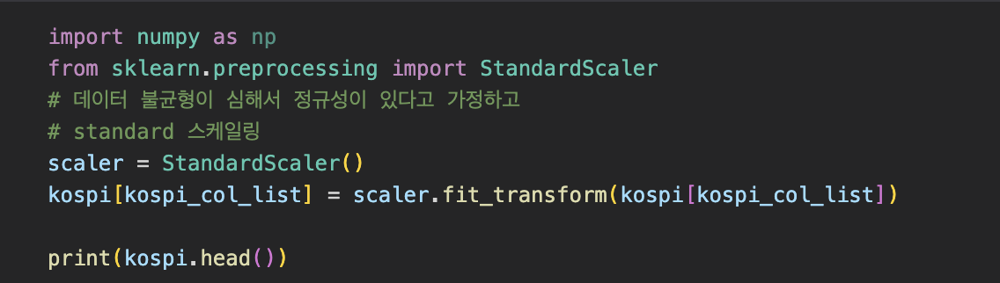 import numpy as np
from sklearn.preprocessing import StandardScaler
# 데이터 불균형이 심해서 정규성이 있다고 가정하고
# standard 스케일링
scaler = StandardScaler()
kospi[kospi_col_list] = scaler.fit_transform(kospi[kospi_col_list])
print(kospi.head())